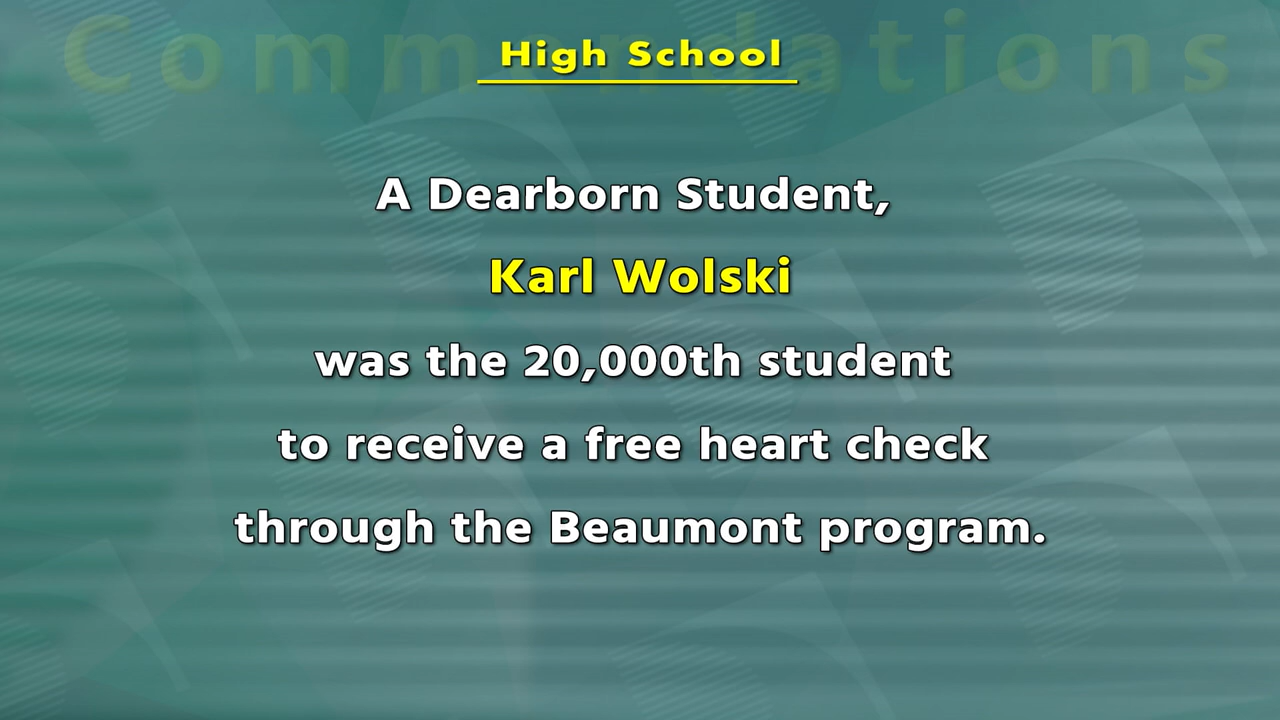 Commendations
High School
A Dearborn Student,
Karl Wolski
was the 20,000th student
to receive a free heart check
through the Beaumont program.